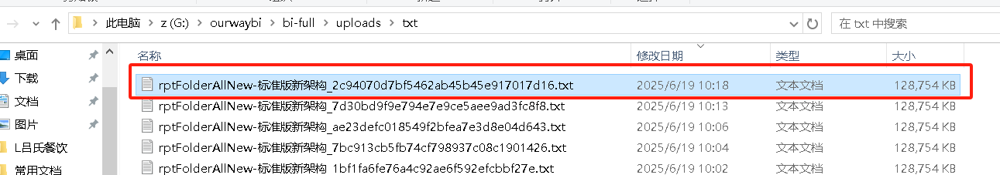 此电脑 > z (G:) > ourwaybi > bi-full > uploads > txt
在 txt 中搜索
名称 修改日期 类型 大小
桌面
下载
文档
图片
L吕氏餐饮
常用文档
rptFolderAllNew-标准版新架构_2c94070d7bf5462ab45b45e917017d16.txt 2025/6/19 10:18 文本文档 128,754 KB
rptFolderAllNew-标准版新架构_7d30bd9f9e794e7e9ce5aee9ad3fc8f8.txt 2025/6/19 10:13 文本文档 128,754 KB
rptFolderAllNew-标准版新架构_ae23defc018549f2bfea7e3d8e04d643.txt 2025/6/19 10:06 文本文档 128,754 KB
rptFolderAllNew-标准版新架构_7bc913cb5fb74cf798937c08c1901426.txt 2025/6/19 10:04 文本文档 128,754 KB
rptFolderAllNew-标准版新架构_1bf1fa6fe76a4c92ae6f592efcbbf27e.txt 2025/6/19 10:02 文本文档 128,754 KB